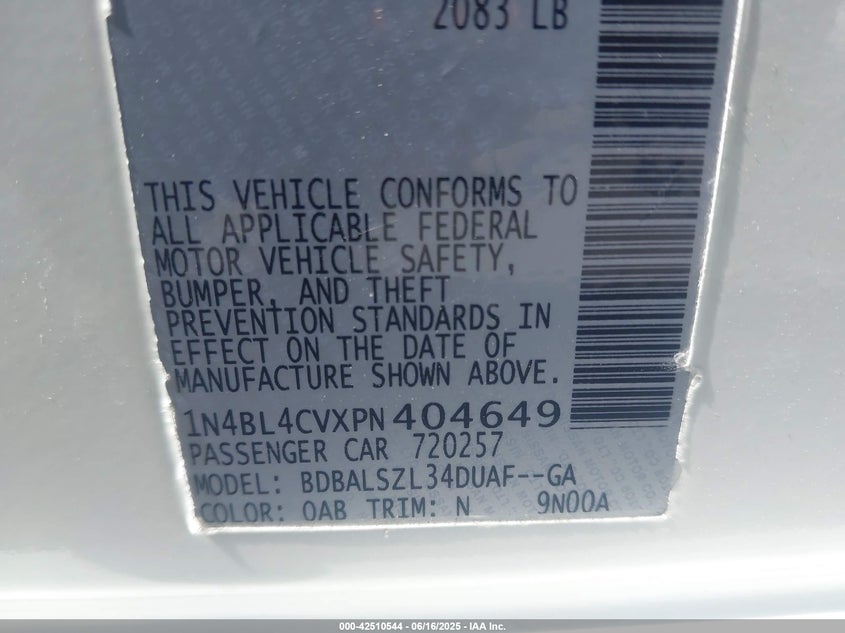 2083 LB
THIS VEHICLE CONFORMS TO
ALL APPLICABLE FEDERAL
MOTOR VEHICLE SAFETY,
BUMPER, AND THEFT
PREVENTION STANDARDS IN
EFFECT ON THE DATE OF
MANUFACTURE SHOWN ABOVE.
1N4BL4CVXPN404649
PASSENGER CAR 720257
MODEL: BDBALSZL34DUAF--GA
COLOR: OAB TRIM: N 9N00A
000-42510544 / 06/16/2025 - IAA Inc.